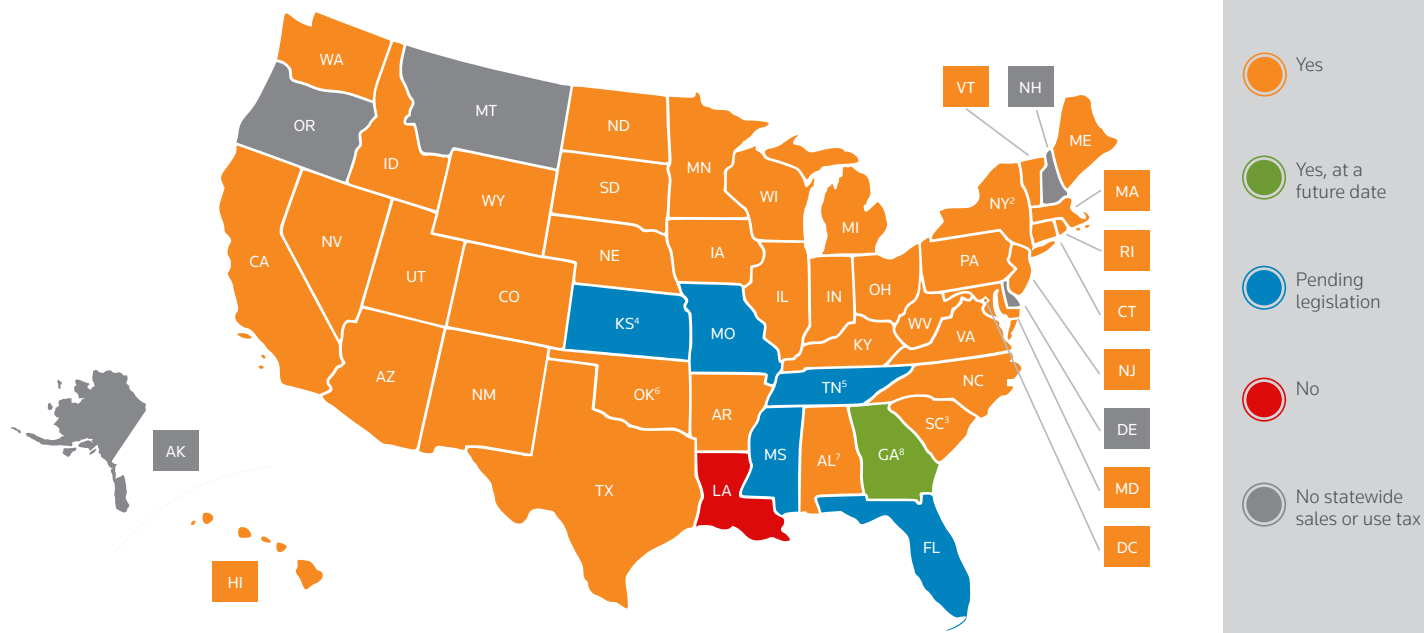 WA
MT
OR
ID
ND
MN
SD
WY
WI
MI
VT
NH
ME
MA
NY²
RI
CT
NJ
DE
MD
DC
CA
NV
UT
CO
NE
IA
IL
IN
OH
PA
WV
VA
KY
KS⁴
MO
AZ
NM
OK⁶
AR
TN⁵
NC
SC³
MS
AL⁷
GA⁸
TX
LA
FL
AK
HI
Yes
Yes, at a
future date
Pending
legislation
No
No statewide
sales or use tax